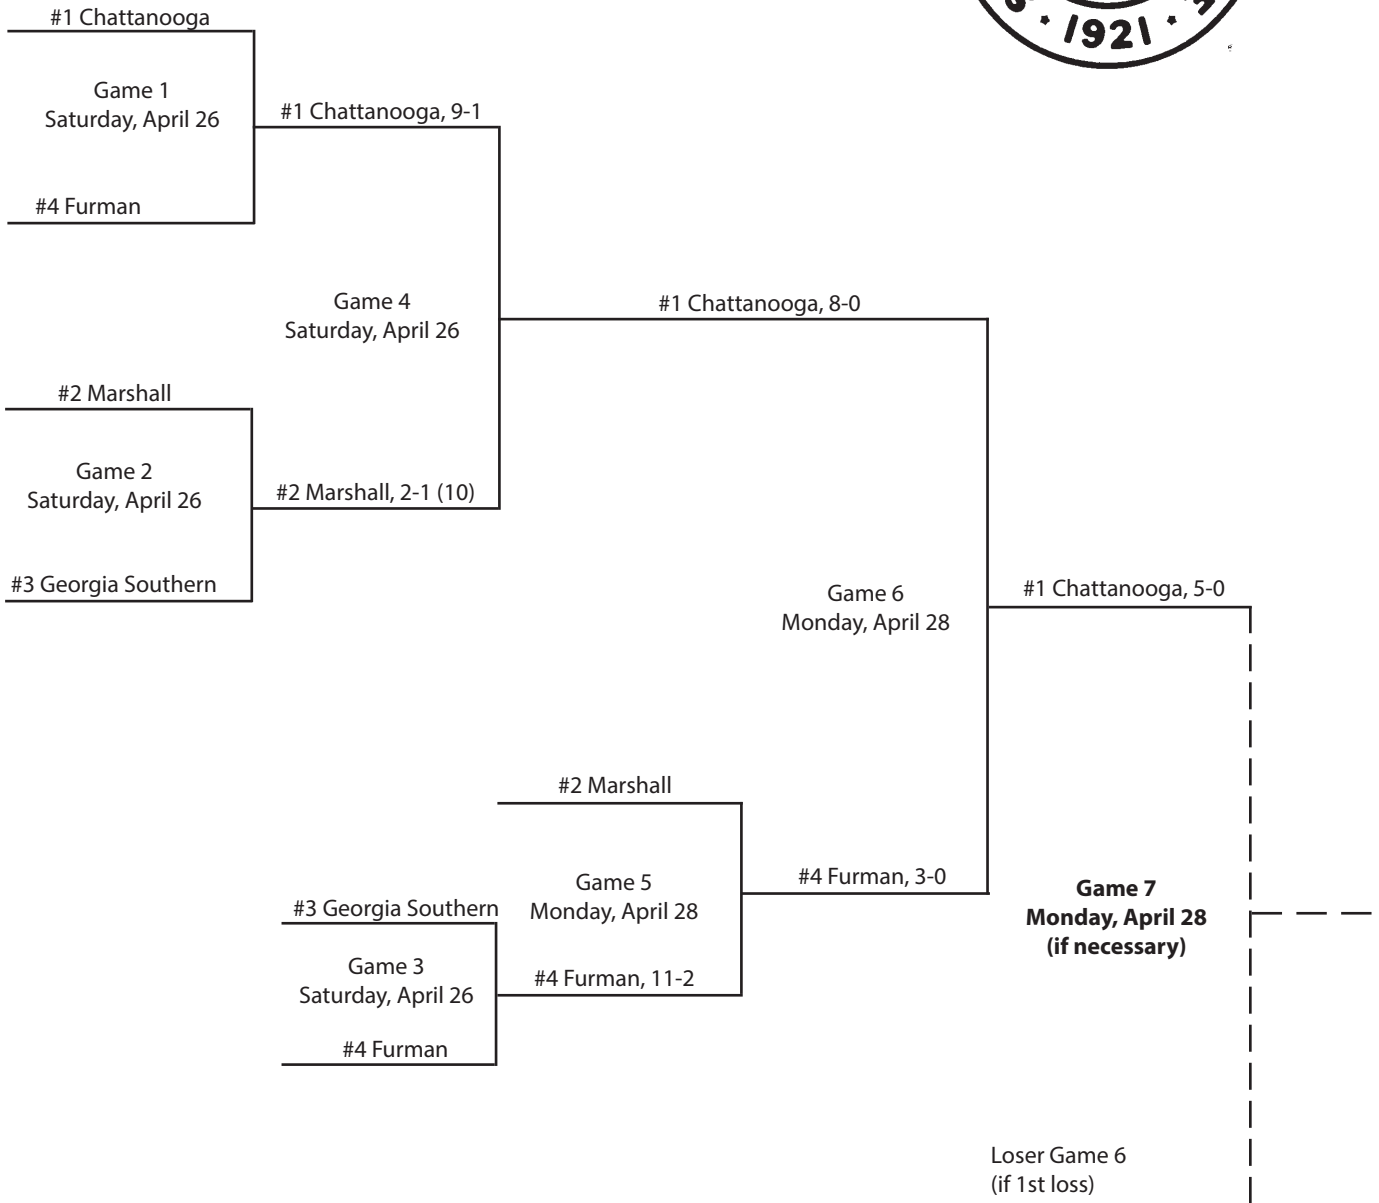 #1 Chattanooga
· 1921 ·
Game 1
Saturday, April 26
#1 Chattanooga, 9-1
#4 Furman
Game 4
Saturday, April 26
#1 Chattanooga, 8-0
#2 Marshall
Game 2
Saturday, April 26
#2 Marshall, 2-1 (10)
#3 Georgia Southern
Game 6
Monday, April 28
#1 Chattanooga, 5-0
#2 Marshall
Game 5
Monday, April 28
#4 Furman, 3-0
Game 7
Monday, April 28
(if necessary)
#3 Georgia Southern
Game 3
Saturday, April 26
#4 Furman, 11-2
#4 Furman
Loser Game 6
(if 1st loss)